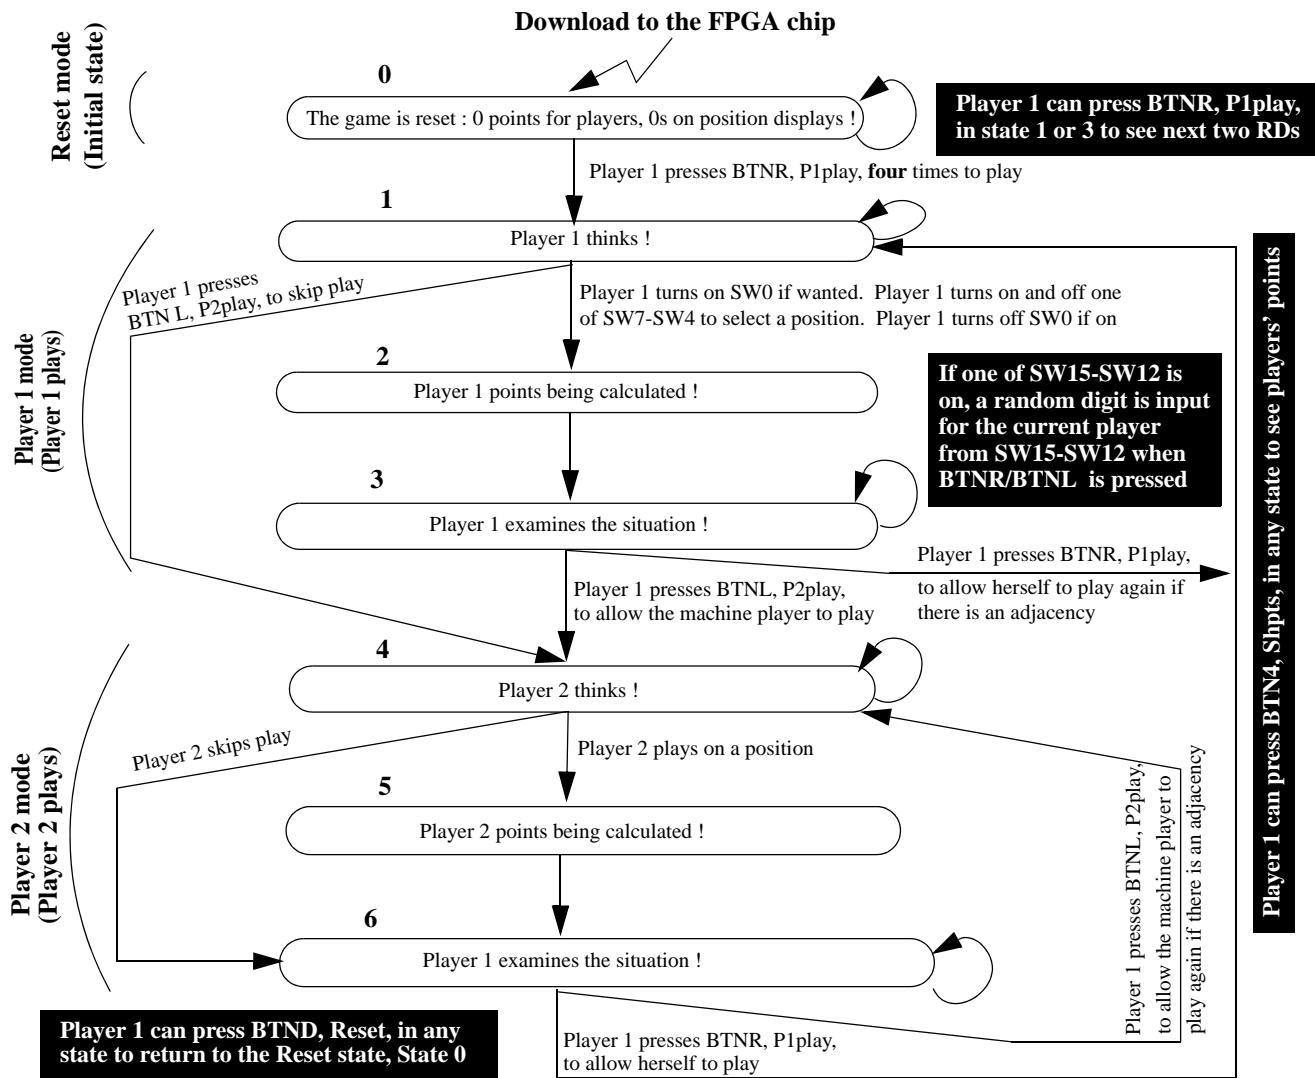 Download to the FPGA chip
Reset mode
(Initial state)
0
The game is reset : 0 points for players, 0s on position displays !
Player 1 can press BTNR, P1play,
in state 1 or 3 to see next two RDs
Player 1 presses BTNR, P1play, four times to play
1
Player 1 thinks !
Player 1 presses
BTN L, P2play, to skip play
Player 1 turns on SW0 if wanted. Player 1 turns on and off one
of SW7-SW4 to select a position. Player 1 turns off SW0 if on
Player 1 mode
(Player 1 plays)
2
Player 1 points being calculated !
If one of SW15-SW12 is
on, a random digit is input
for the current player
from SW15-SW12 when
BTNR/BTNL is pressed
3
Player 1 examines the situation !
Player 1 presses BTNR, P1play,
to allow herself to play again if
there is an adjacency
Player 1 presses BTNL, P2play,
to allow the machine player to play
Player 1 can press BTN4, Shpts, in any state to see players' points
4
Player 2 thinks !
Player 2 skips play
Player 2 plays on a position
Player 2 mode
(Player 2 plays)
5
Player 2 points being calculated !
Player 1 presses BTNL, P2play,
to allow the machine player to
play again if there is an adjacency
6
Player 1 examines the situation !
Player 1 can press BTND, Reset, in any
state to return to the Reset state, State 0
Player 1 presses BTNR, P1play,
to allow herself to play